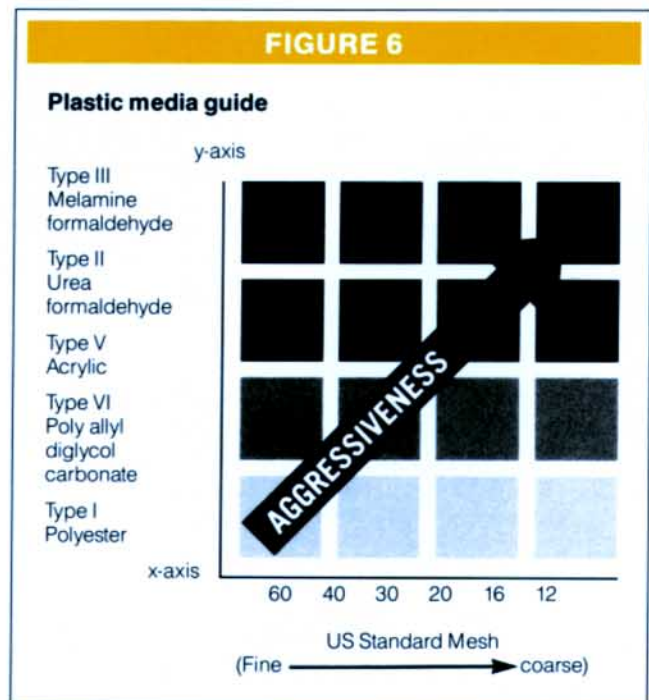 FIGURE 6
Plastic media guide
y-axis
Type III
Melamine
formaldehyde
Type II
Urea
formaldehyde
Type V
Acrylic
Type VI
Poly allyl
diglycol
carbonate
Type I
Polyester
AGGRESSIVENESS
x-axis
60 40 30 20 16 12
US Standard Mesh
(Fine coarse)